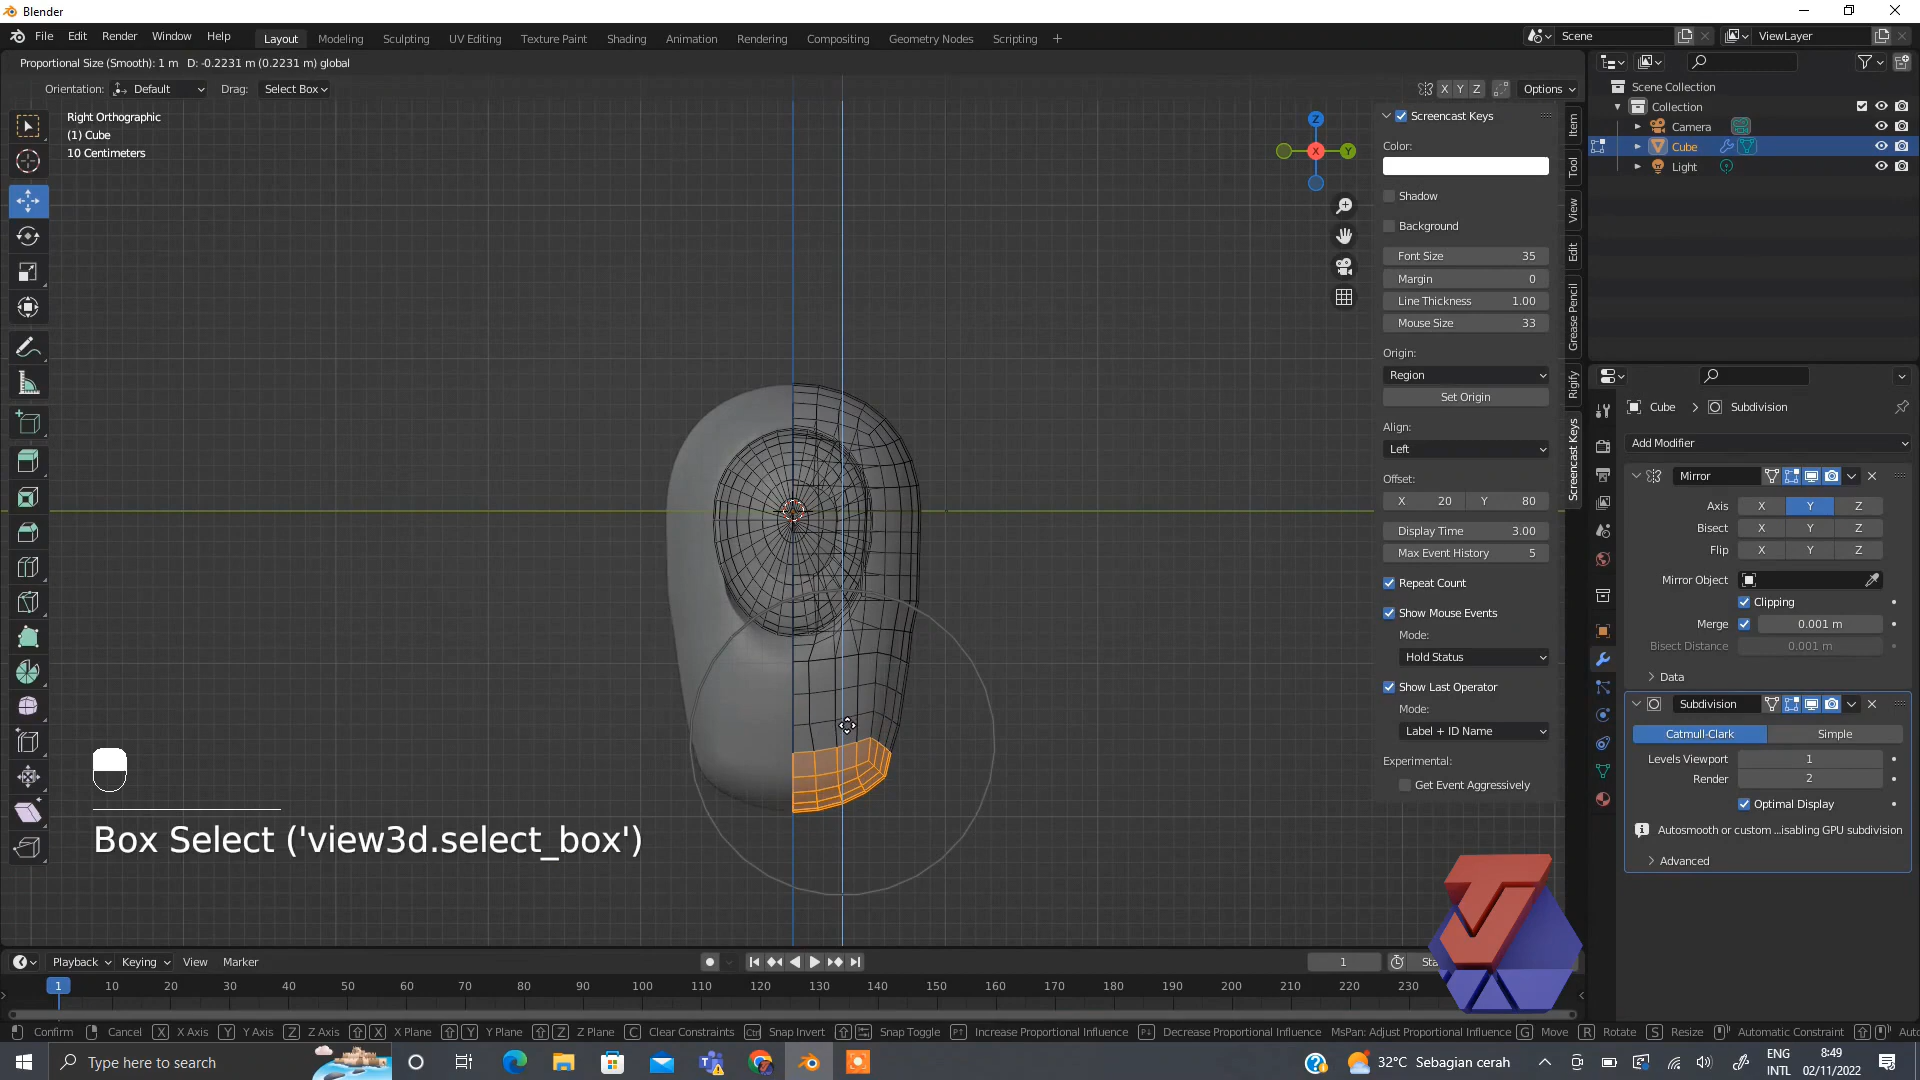 Blender
File Edit Render Window Help
Layout Modeling Sculpting UV Editing Texture Paint Shading Animation Rendering Compositing Geometry Nodes Scripting +
Scene ViewLayer
Proportional Size (Smooth): 1 m D: -0.2231 m (0.2231 m) global
Orientation: Default Drag: Select Box
X Y Z Options
Right Orthographic
(1) Cube
10 Centimeters
Z
X Y
Screencast Keys
Color:
Shadow
Background
Font Size 35
Margin 0
Line Thickness 1.00
Mouse Size 33
Origin:
Region
Set Origin
Align:
Left
Offset:
X 20 Y 80
Display Time 3.00
Max Event History 5
Repeat Count
Show Mouse Events
Mode:
Hold Status
Show Last Operator
Mode:
Label + ID Name
Experimental:
Get Event Aggressively
Item
Tool
View
Edit
Grease Pencil
Rigify
Screencast Keys
Scene Collection
Collection
Camera
Cube
Light
Cube > Subdivision
Add Modifier
Mirror
Axis X Y Z
Bisect X Y Z
Flip X Y Z
Mirror Object
Clipping
Merge 0.001 m
Bisect Distance 0.001 m
Data
Subdivision
Catmull-Clark Simple
Levels Viewport 1
Render 2
Optimal Display
Autosmooth or custom ...isabling GPU subdivision
Advanced
Box Select ('view3d.select_box')
Playback Keying View Marker
1 Sta
1 10 20 30 40 50 60 70 80 90 100 110 120 130 140 150 160 170 180 190 200 210 220 230
Confirm Cancel X X Axis Y Y Axis Z Z Axis X X Plane Y Y Plane Z Z Plane C Clear Constraints Ctrl Snap Invert Snap Toggle Increase Proportional Influence Decrease Proportional Influence MsPan: Adjust Proportional Influence G Move R Rotate S Resize Automatic Constraint Auto
Type here to search
32°C Sebagian cerah
ENG
INTL
8:49
02/11/2022